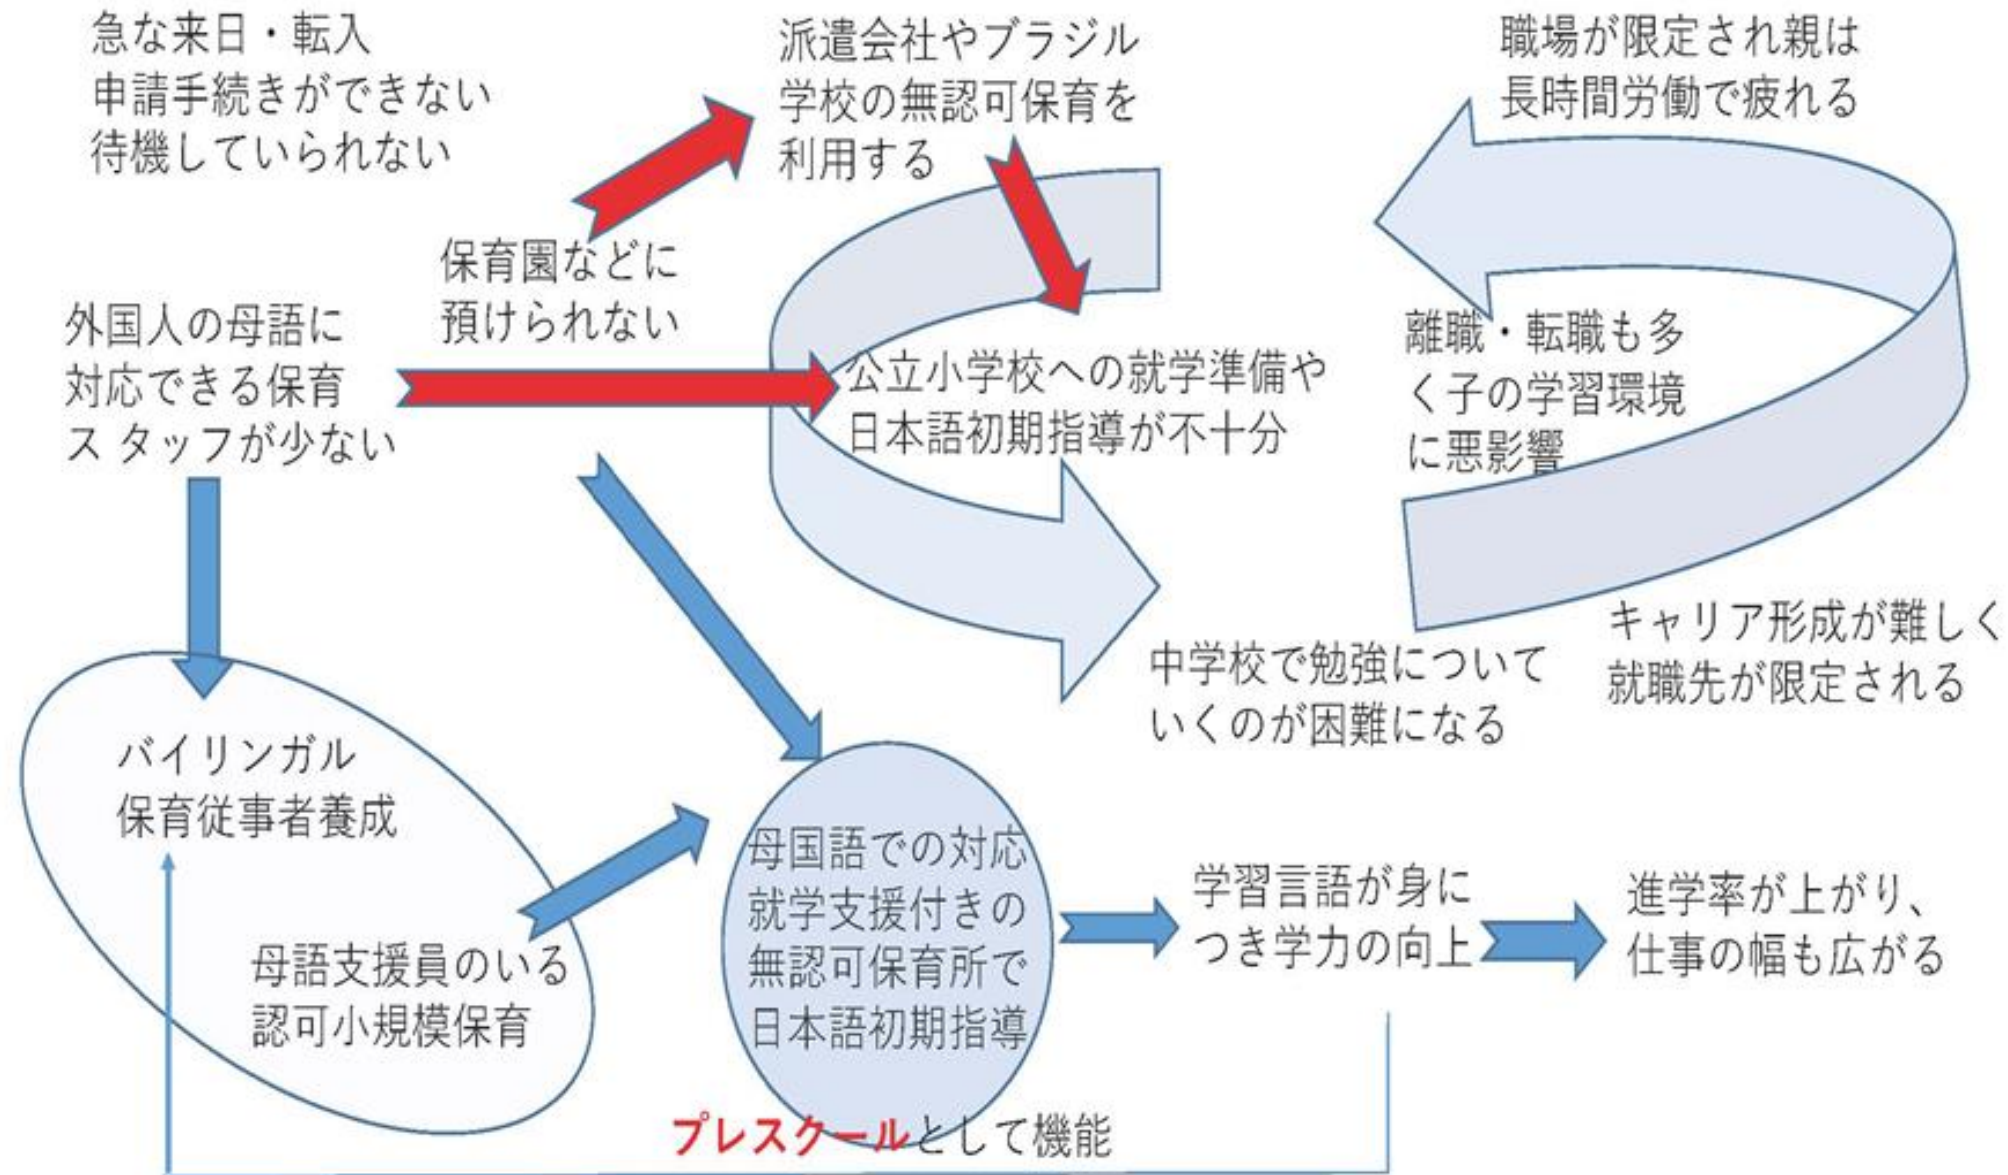 急な来日・転入
申請手続きができない
待機していられない
派遣会社やブラジル
学校の無認可保育を
利用する
職場が限定され親は
長時間労働で疲れる
保育園などに
預けられない
外国人の母語に
対応できる保育
スタッフが少ない
公立小学校への就学準備や
日本語初期指導が不十分
離職・転職も多
く子の学習環境
に悪影響
中学校で勉強について
いくのが困難になる
キャリア形成が難しく
就職先が限定される
バイリンガル
保育従事者養成
母語支援員のいる
認可小規模保育
母国語での対応
就学支援付きの
無認可保育所で
日本語初期指導
プレスクールとして機能
学習言語が身に
つき学力の向上
進学率が上がり、
仕事の幅も広がる